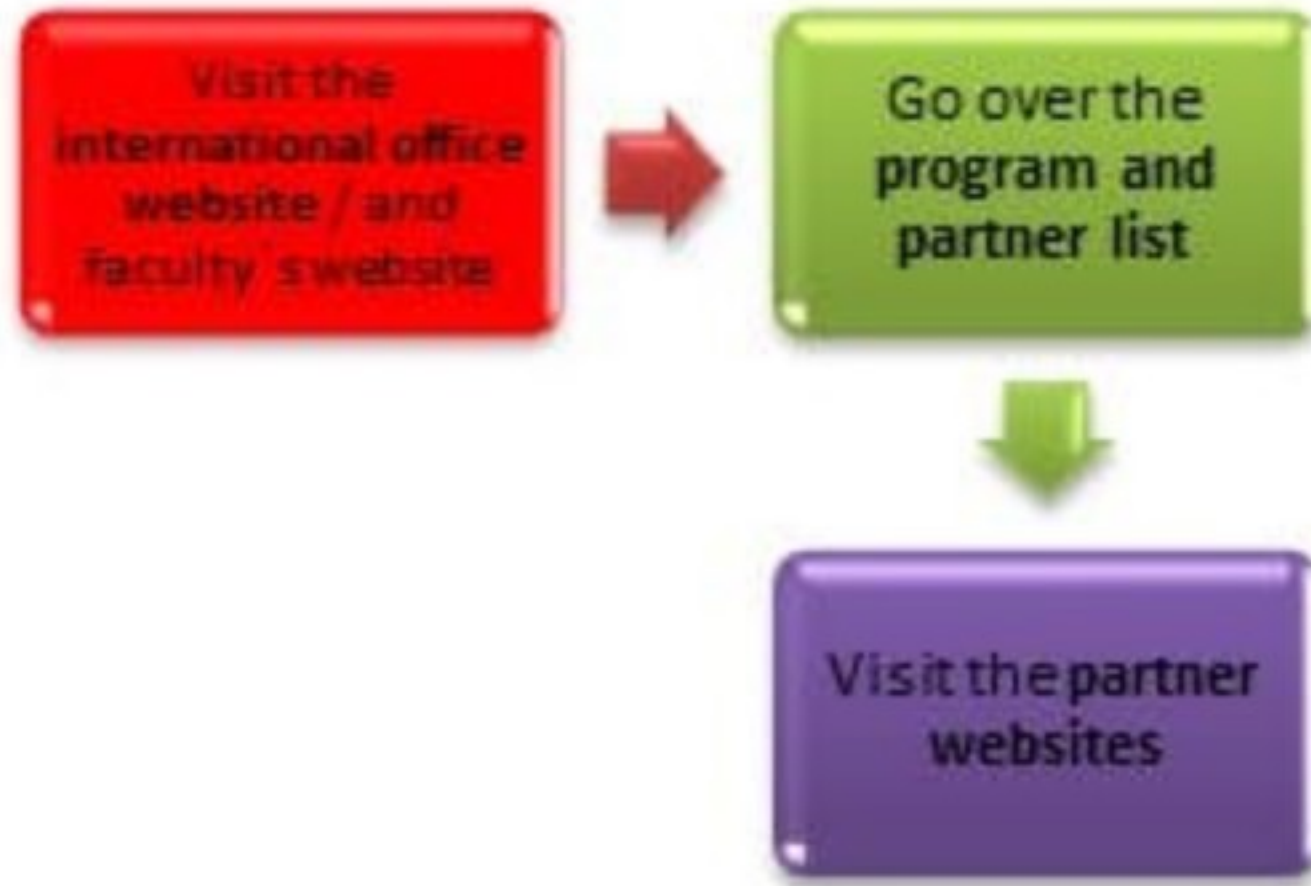 Visit the
international office
website / and
faculty´s website
Go over the
program and
partner list
Visit the partner
websites